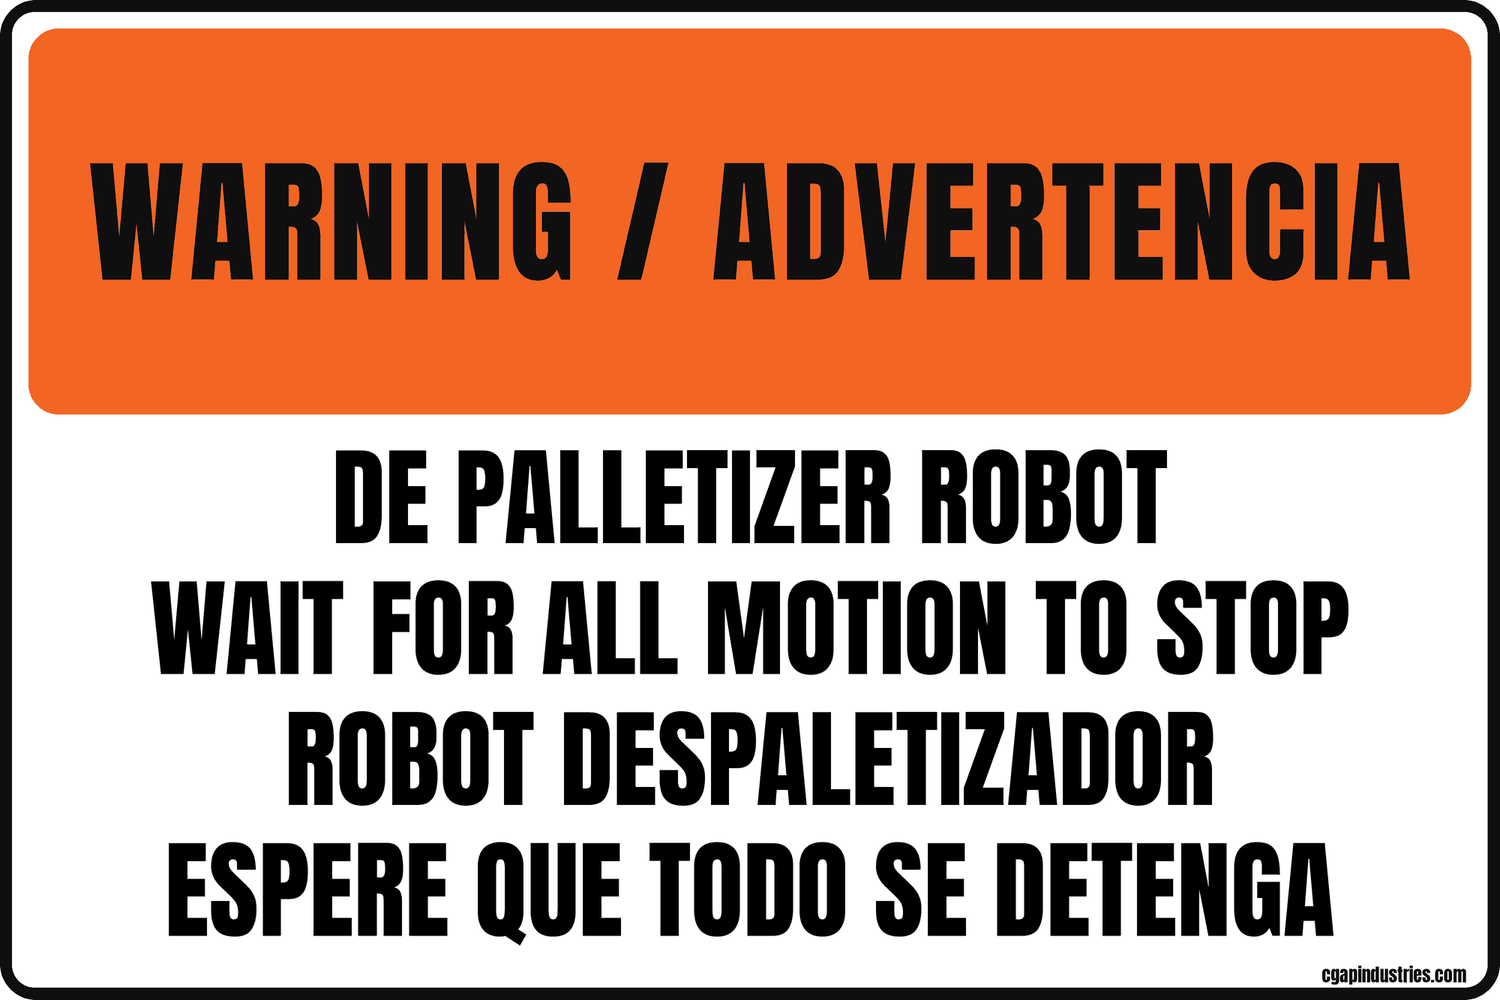 WARNING / ADVERTENCIA
DE PALLETIZER ROBOT
WAIT FOR ALL MOTION TO STOP
ROBOT DESPALETIZADOR
ESPERE QUE TODO SE DETENGA
cgapindustries.com